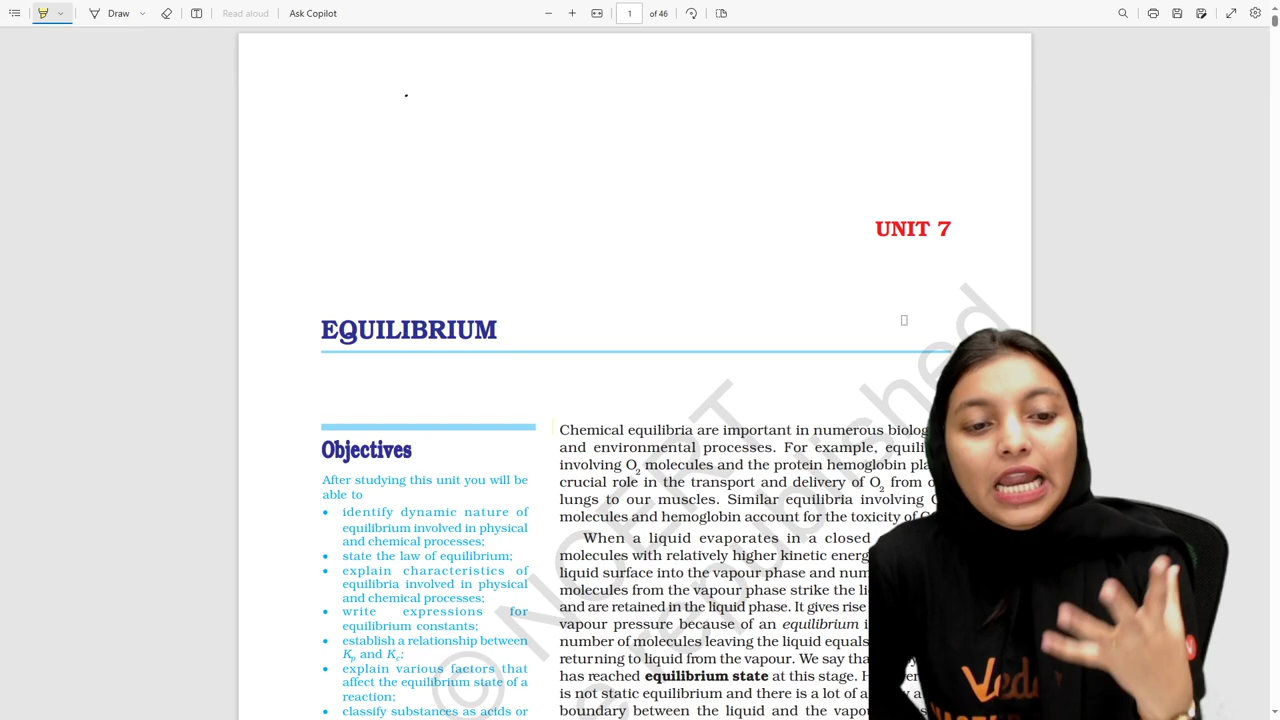 Draw
Read aloud
Ask Copilot
1
of 46
UNIT 7
EQUILIBRIUM
Objectives
After studying this unit you will be
able to
• identify dynamic nature of
equilibrium involved in physical
and chemical processes;
• state the law of equilibrium;
• explain characteristics of
equilibria involved in physical
and chemical processes;
• write expressions for
equilibrium constants;
• establish a relationship between
Kp and Kc;
• explain various factors that
affect the equilibrium state of a
reaction;
• classify substances as acids or
Chemical equilibria are important in numerous
and environmental processes. For example,
involving O2 molecules and the protein hemoglobin
crucial role in the transport and delivery of O2 from
lungs to our muscles. Similar equilibria involving
molecules and hemoglobin account for the toxicity of
When a liquid evaporates in a closed
molecules with relatively higher kinetic
liquid surface into the vapour phase and
molecules from the vapour phase strike the
and are retained in the liquid phase. It gives rise
vapour pressure because of an equilibrium
number of molecules leaving the liquid equals
returning to liquid from the vapour. We say
has reached equilibrium state at this stage.
is not static equilibrium and there is a lot of
boundary between the liquid and the
© NCERT
republished